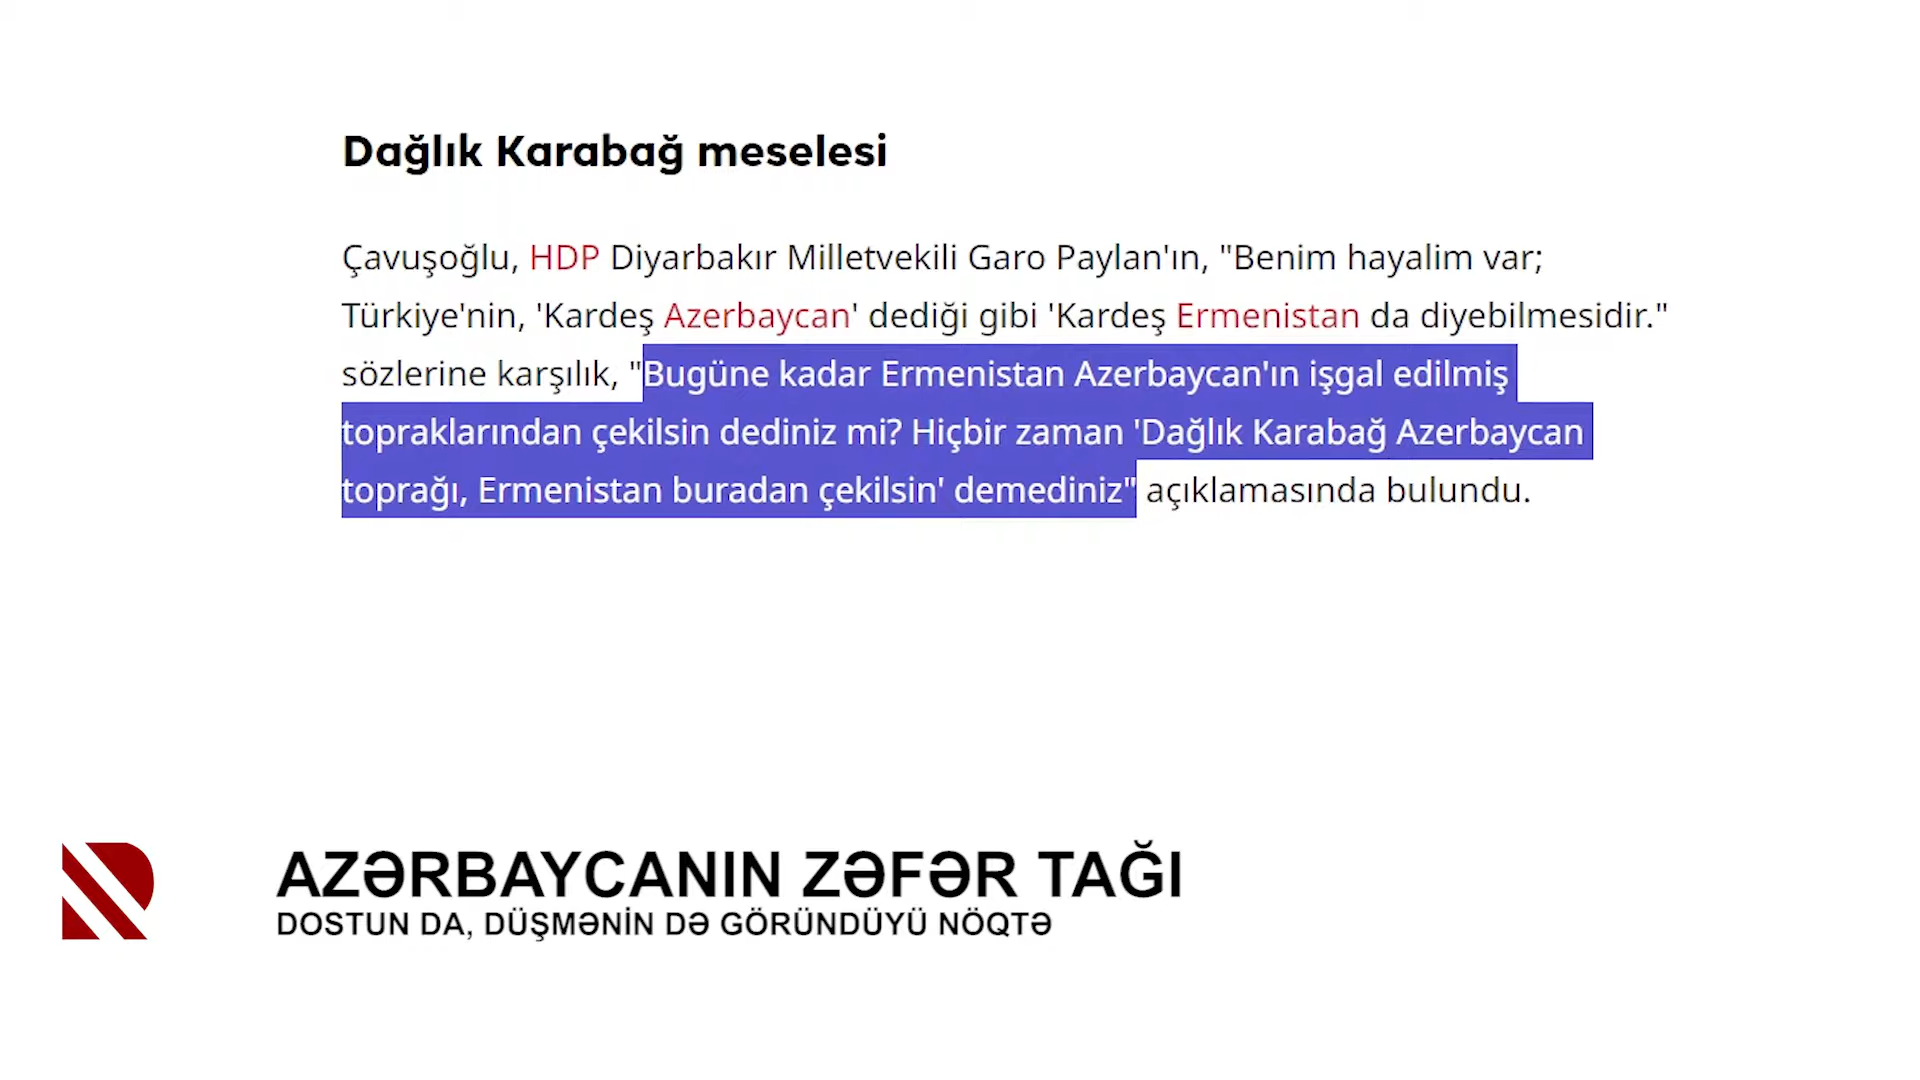 Dağlık Karabağ meselesi
Çavuşoğlu, HDP Diyarbakır Milletvekili Garo Paylan'ın, "Benim hayalim var;
Türkiye'nin, 'Kardeş Azerbaycan' dediği gibi 'Kardeş Ermenistan da diyebilmesidir."
sözlerine karşılık, "Bugüne kadar Ermenistan Azerbaycan'ın işgal edilmiş
topraklarından çekilsin dediniz mi? Hiçbir zaman 'Dağlık Karabağ Azerbaycan
toprağı, Ermenistan buradan çekilsin' demediniz" açıklamasında bulundu.
AZƏRBAYCANIN ZƏFƏR TAĞI
DOSTUN DA, DÜŞMƏNİN DƏ GÖRÜNDÜYÜ NÖQTƏ